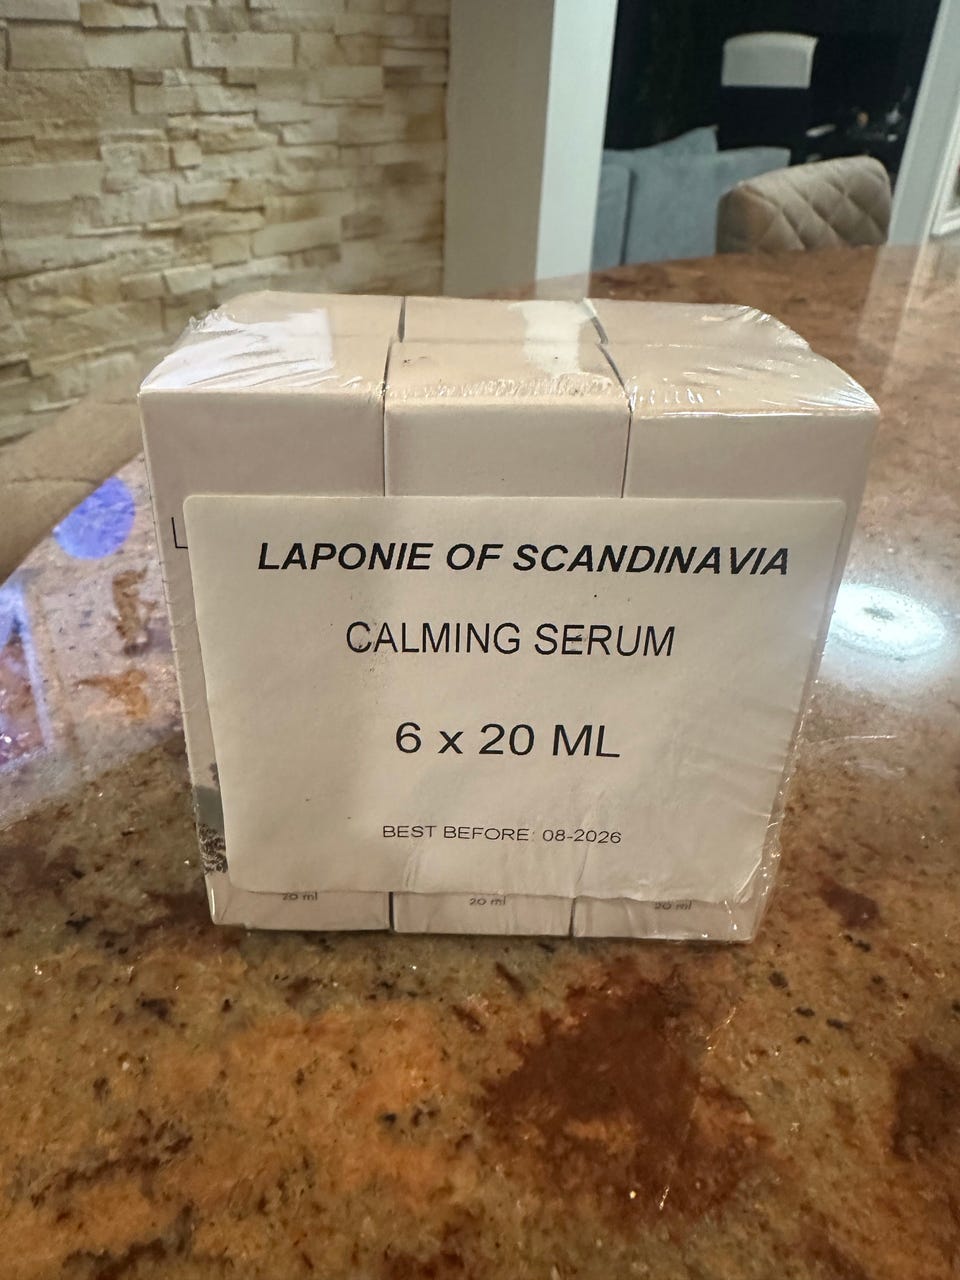 LAPONIE OF SCANDINAVIA
CALMING SERUM
6 x 20 ML
BEST BEFORE: 08-2026
20 ml
20 ml
20 ml